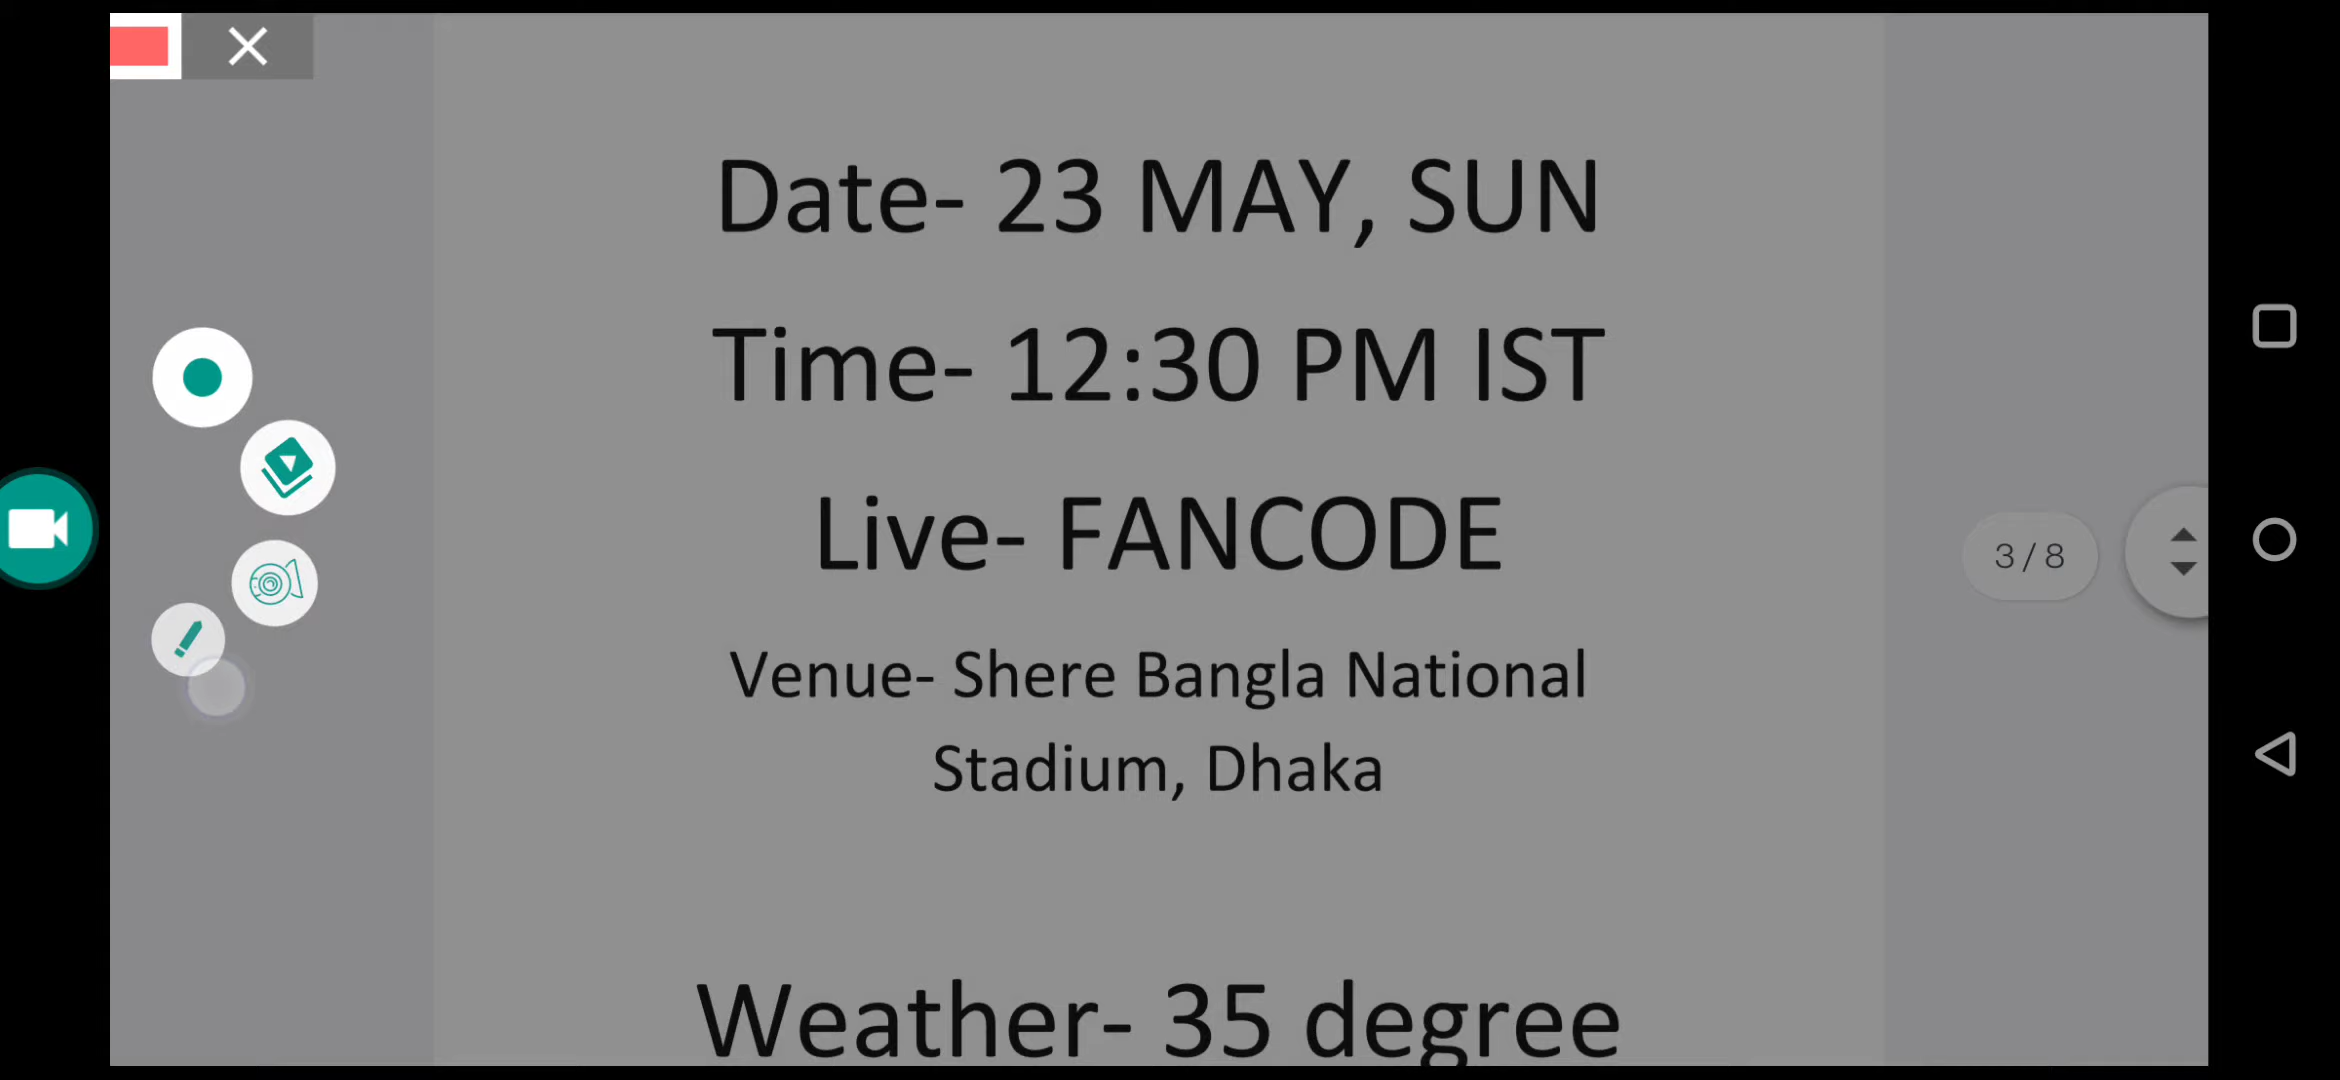 Date- 23 MAY, SUN
Time- 12:30 PM IST
Live- FANCODE
3/8
Venue- Shere Bangla National
Stadium, Dhaka
Weather- 35 degree